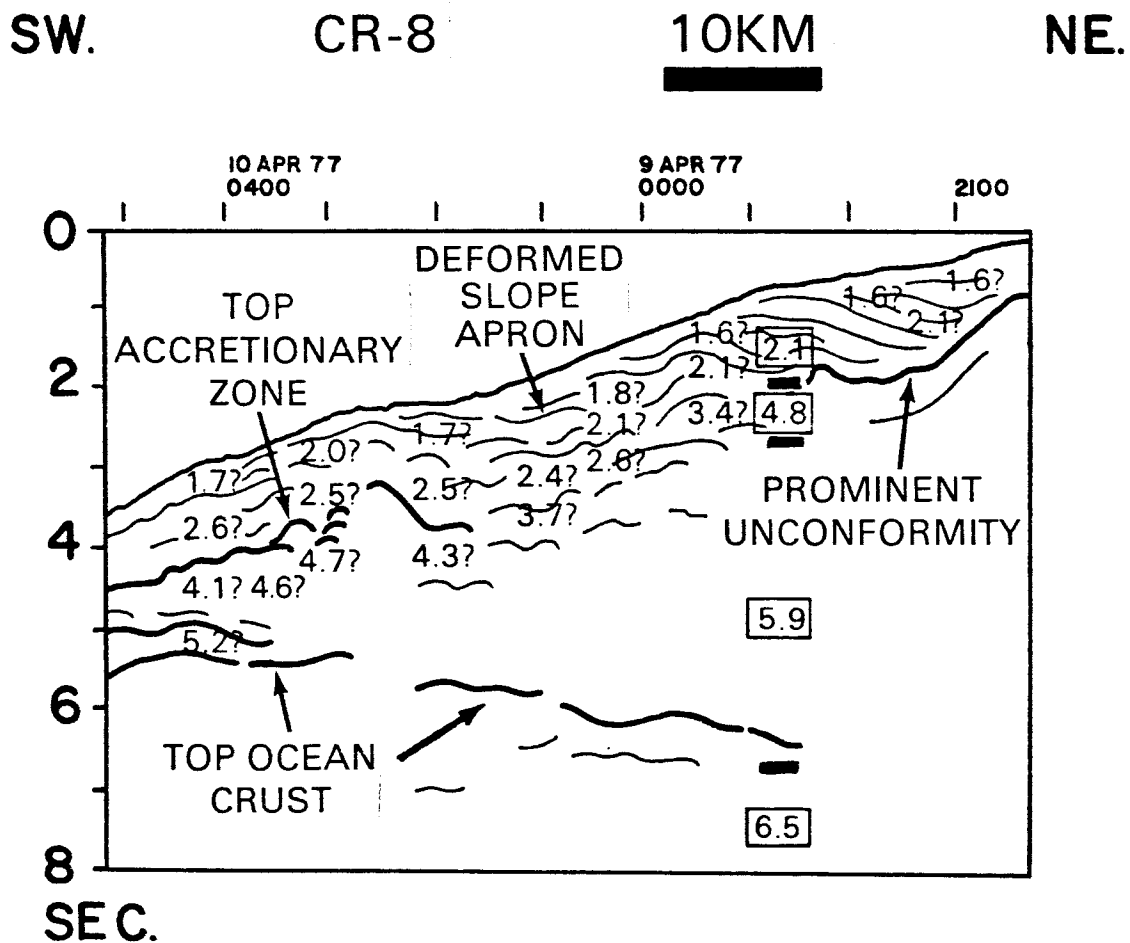 SW. CR-8 10KM NE.
10 APR 77 9 APR 77
0400 0000 2100
0
DEFORMED
SLOPE
APRON
TOP
ACCRETIONARY
ZONE
1.6?
1.6?
2.1?
1.6?
2.1
2
2.1?
1.8?
3.4? 4.8
1.7?
2.1?
2.0?
2.6?
1.7?
2.5?
2.5?
2.4?
PROMINENT
UNCONFORMITY
2.6?
3.7?
4
4.7?
4.3?
4.1? 4.6?
5.9
5.2?
6
TOP OCEAN
CRUST
6.5
8
SEC.